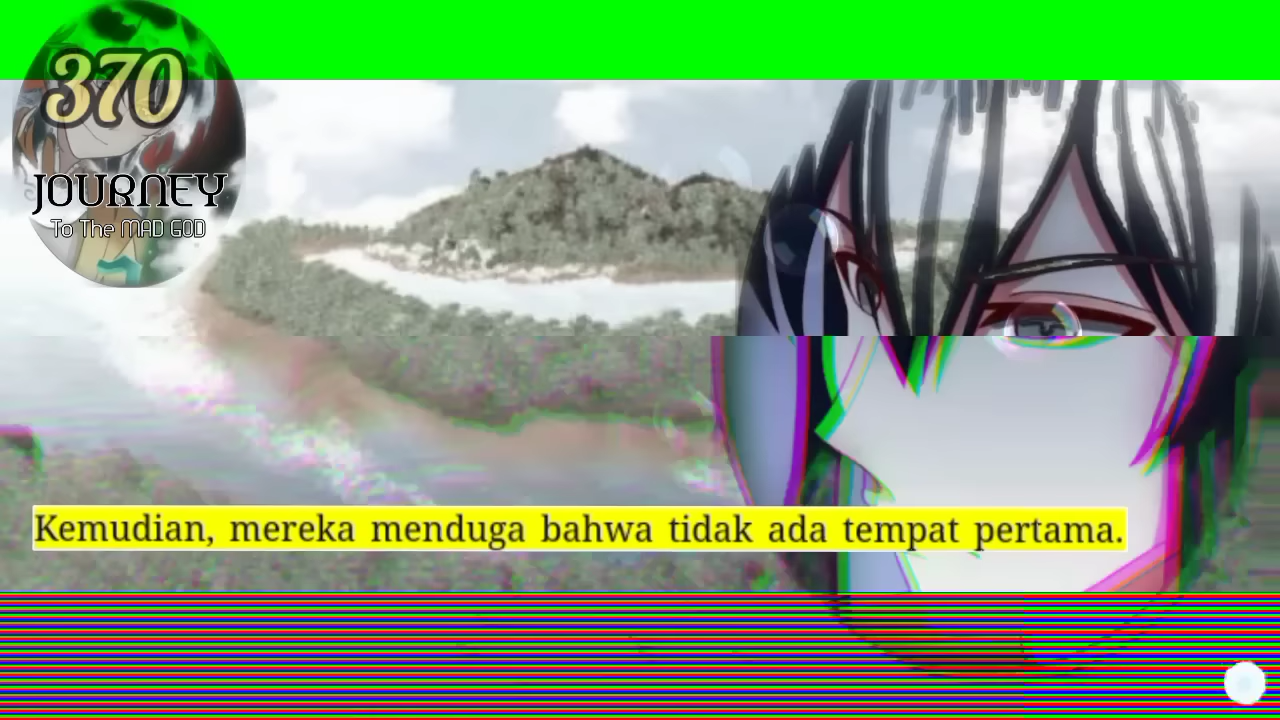 370
JOURNEY
To The MAD GOD
Kemudian, mereka menduga bahwa tidak ada tempat pertama.